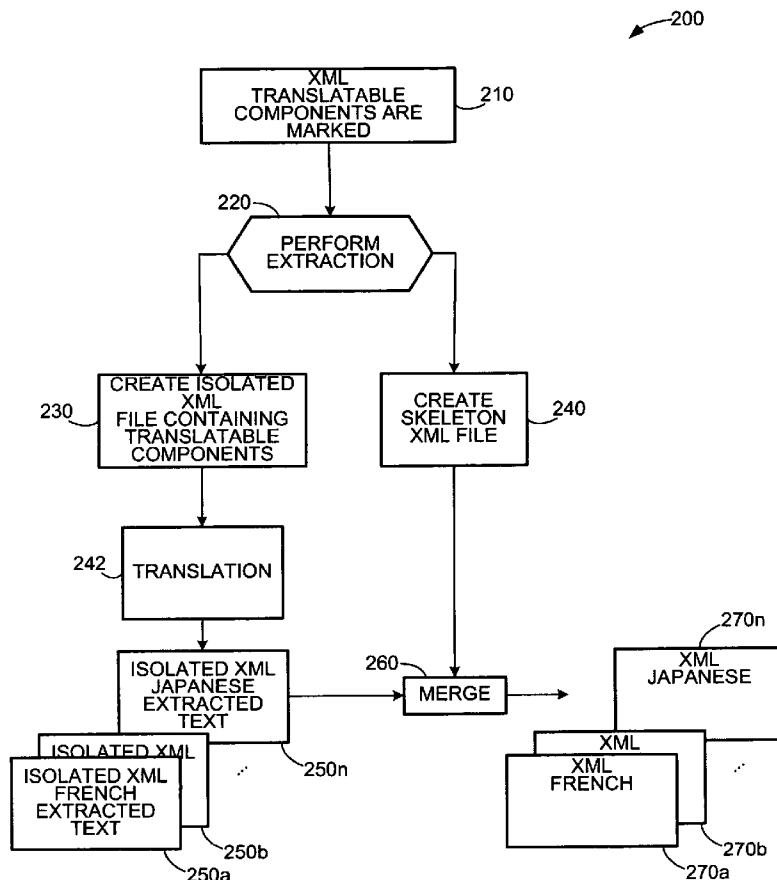 200
XML
TRANSLATABLE
COMPONENTS ARE
MARKED
210
220
PERFORM
EXTRACTION
230
CREATE ISOLATED
XML
FILE CONTAINING
TRANSLATABLE
COMPONENTS
CREATE
SKELETON
XML FILE
240
242
TRANSLATION
ISOLATED XML
JAPANESE
EXTRACTED
TEXT
250n
260
MERGE
270n
XML
JAPANESE
ISOLATED XML
...
250b
ISOLATED XML
FRENCH
EXTRACTED
TEXT
250a
XML
...
270b
XML
FRENCH
270a